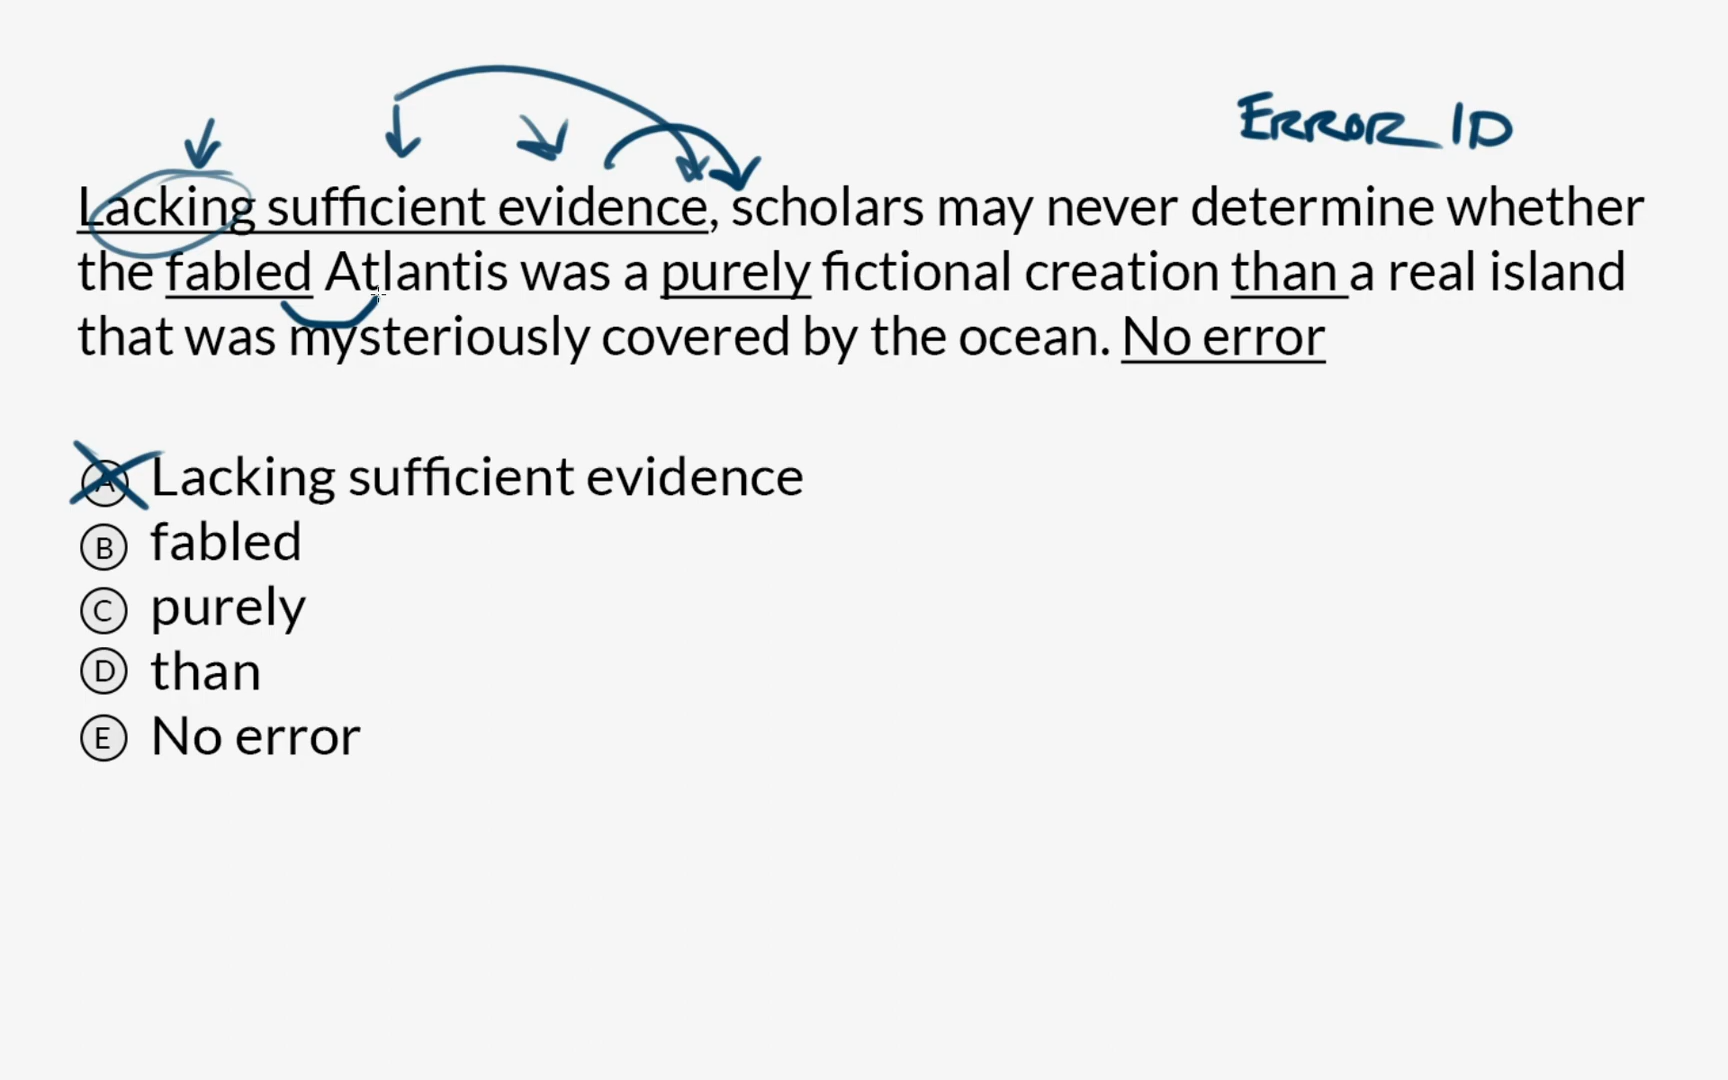 ERROR ID
Lacking sufficient evidence, scholars may never determine whether
the fabled Atlantis was a purely fictional creation than a real island
that was mysteriously covered by the ocean. No error
A Lacking sufficient evidence
B fabled
C purely
D than
E No error